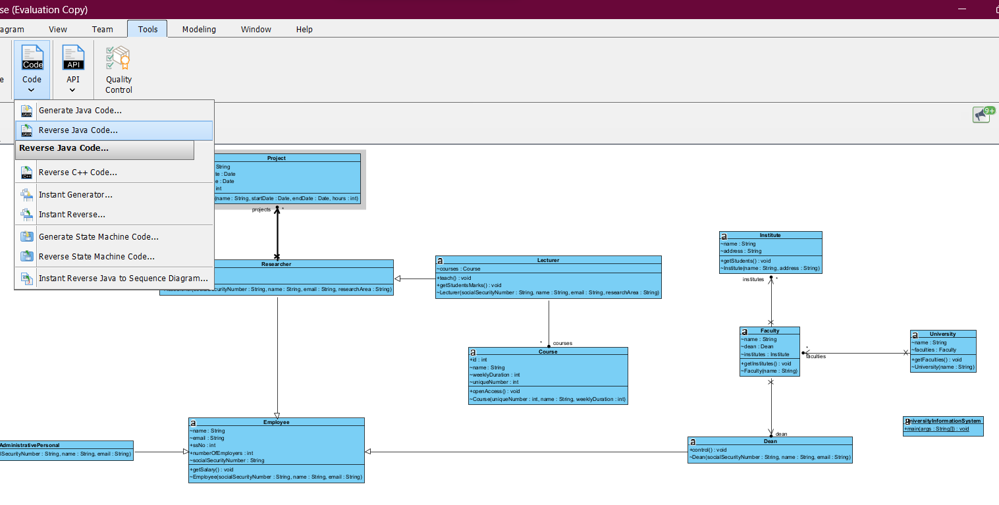 se (Evaluation Copy)
agram View Team Tools Modeling Window Help
Code
API
e Code API Quality
Control
Generate Java Code...
Reverse Java Code...
Reverse Java Code...
Reverse C++ Code...
Instant Generator...
Instant Reverse...
Generate State Machine Code...
Reverse State Machine Code...
Instant Reverse Java to Sequence Diagram...
9+
Project
String
te : Date
e : Date
int
(name : String, startDate : Date, endDate : Date, hours : int)
projects *
Researcher
SecurityNumber : String, name : String, email : String, researchArea : String)
a Lecturer
~courses : Course
+teach() : void
+getStudentsMarks() : void
~Lecturer(socialSecurityNumber : String, name : String, email : String, researchArea : String)
* courses
a Course
+id : int
~name : String
~weeklyDuration : int
~uniqueNumber : int
+openAccess() : void
~Course(uniqueNumber : int, name : String, weeklyDuration : int)
a Institute
~name : String
~address : String
+getStudents() : void
~Institute(name : String, address : String)
institutes *
a Faculty
~name : String
~dean : Dean
~institutes : Institute
+getInstitutes() : void
~Faculty(name : String)
*
faculties
a University
~name : String
~faculties : Faculty
+getFaculties() : void
~University(name : String)
UniversityInformationSystem
+main(args : String[]) : void
dean
a Dean
+control() : void
~Dean(socialSecurityNumber : String, name : String, email : String)
a Employee
~name : String
~email : String
+ssNo : int
+numberOfEmployers : int
~socialSecurityNumber : String
+getSalary() : void
~Employee(socialSecurityNumber : String, name : String, email : String)
AdministrativePersonal
lSecurityNumber : String, name : String, email : String)